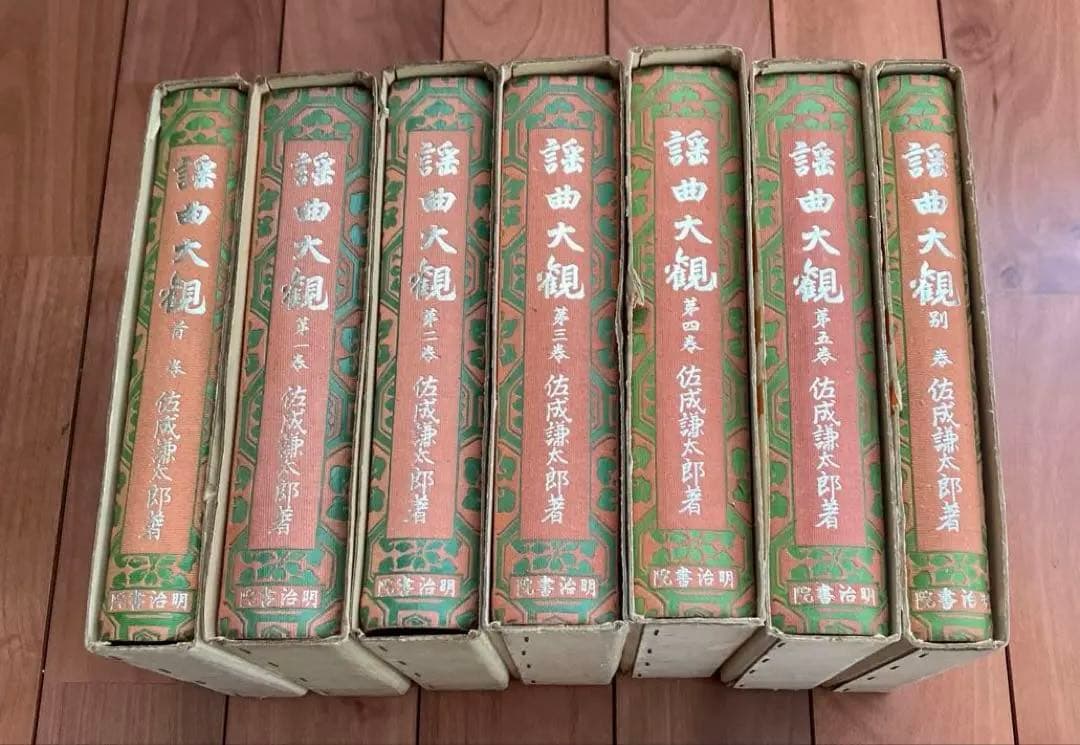 謡曲大観 首巻 佐成謙太郎著
明治書院
謡曲大観 第一巻 佐成謙太郎著
明治書院
謡曲大観 第二巻 佐成謙太郎著
明治書院
謡曲大観 第三巻 佐成謙太郎著
明治書院
謡曲大観 第四巻 佐成謙太郎著
明治書院
謡曲大観 第五巻 佐成謙太郎著
明治書院
謡曲大観 別巻 佐成謙太郎著
明治書院